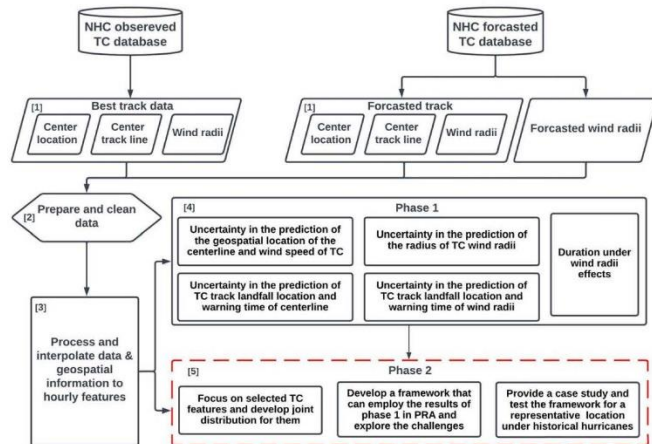 NHC obsereved
TC database
NHC forcasted
TC database
[1]
Best track data
Center
location
Center
track line
Wind radii
[1]
Forcasted track
Center
location
Center
track line
Wind radii
Forcasted wind radii
[2]
Prepare and clean
data
[3]
Process and
interpolate data &
geospatial
information to
hourly features
[4]
Phase 1
Uncertainty in the prediction of
the geospatial location of the
centerline and wind speed of TC
Uncertainty in the prediction of
the radius of TC wind radii
Uncertainty in the prediction of
TC track landfall location and
warning time of centerline
Uncertainty in the prediction of
TC track landfall location and
warning time of wind radii
Duration under
wind radii
effects
[5]
Phase 2
Focus on selected TC
features and develop joint
distribution for them
Develop a framework that
can employ the results of
phase 1 in PRA and
explore the challenges
Provide a case study and
test the framework for a
representative location
under historical hurricanes